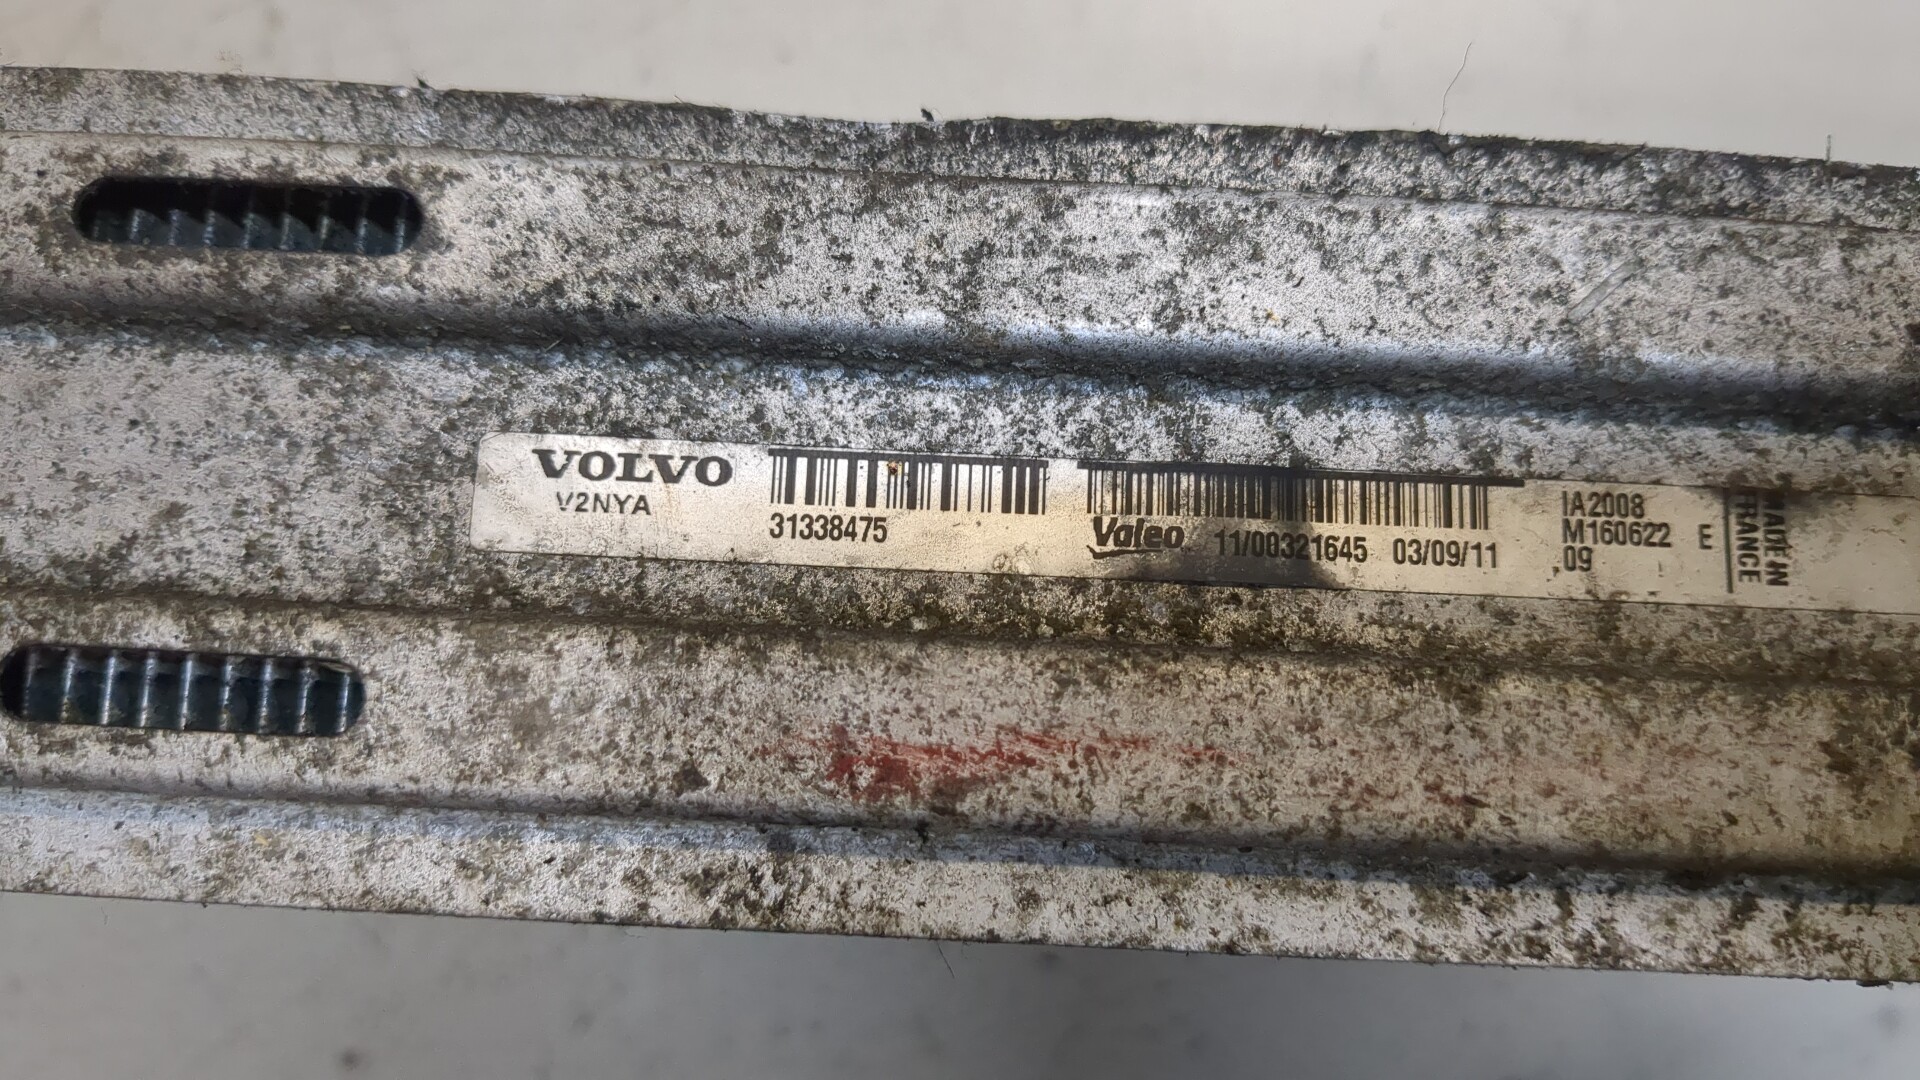 VOLVO
V2NYA
31338475
Valeo 11/00321645 03/09/11
IA2008
M160622 E
09
MADE IN
FRANCE